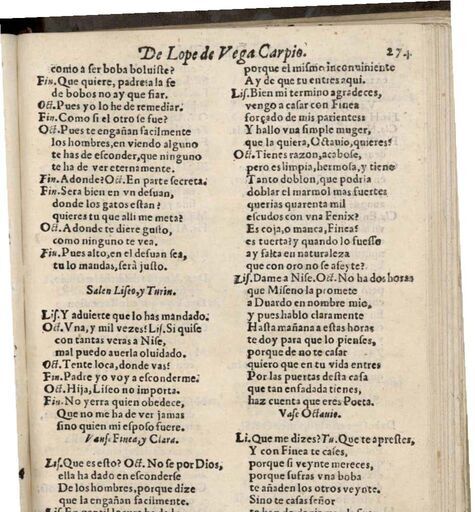 De Lope de Vega Carpio. 274
como a ser boba boluiste?
Fin. Que quiere, padre: a la fe
de bobos no ay que fiar.
Oct. Pues yo lo he de remediar.
Fin. Como si el otro se fue?
Oct. Pues te engañan facilmente
los hombres, en viendo alguno
te has de esconder, que ninguno
te ha de ver eternamente.
Fin. Adonde? Oct. En parte secreta.
Fin. Sera bien en vn desuan,
donde los gatos estan?
quieres tu que alli me meta?
Oct. Adonde te diere gusto,
como ninguno te vea.
Fin. Pues alto, en el desuan sea,
tu lo mandas, será justo.
Salen Liseo, y Turin.
Lis. Y aduierte que lo has mandado.
Oct. Vna, y mil vezes! Lis. Si quise
con tantas veras a Nise,
mal puedo auerla oluidado.
Oct. Tente loca, donde vas?
Fin. Padre yo voy a esconderme.
Oct. Hija, Liseo no importa.
Fin. No yerra quien obedece,
Que no me ha de ver jamas
sino quien mi esposo fuere.
Vanse Finea, y Clara.
Lis. Que es esto? Oct. No se por Dios,
ella ha dado en esconderse
De los hombres, porque dize
que la engañan facilmente.
porque el mismo inconuiniente
A y de que tu entres aqui.
Lis. Bien mi termino agradeces,
vengo a casar con Finea
forçado de mis parientes:
Y hallo vna simple muger,
que la quiera, Octauio, quieres?
Oct. Tienes razon, acabose,
pero es limpia, hermosa, y tiene
Tanto doblon, que podria
doblar el marmol mas fuerte:
querias quarenta mil
escudos con vna Fenix?
Es coja, o manca, Finea?
es tuerta? y quando lo fuesse
ay falta en naturaleza
que con oro no se afeyte?
Lis. Dame a Nise. Oct. No ha dos horas
que Miseno la promete
a Duardo en nombre mio,
y pues hablo claramente
Hasta mañana a estas horas
te doy para que lo pienses,
porque de no te casar
quiero que en tu vida entres
Por las puertas desta casa
que tan enfadada tienes,
haz cuenta que eres Poeta.
Vase Octauio.
Li. Que me dizes? Tu. Que te aprestes,
Y con Finea te cases,
porque si veynte mereces,
porque sufras vna boba
te añaden los otros veynte.
Sino te casas señor